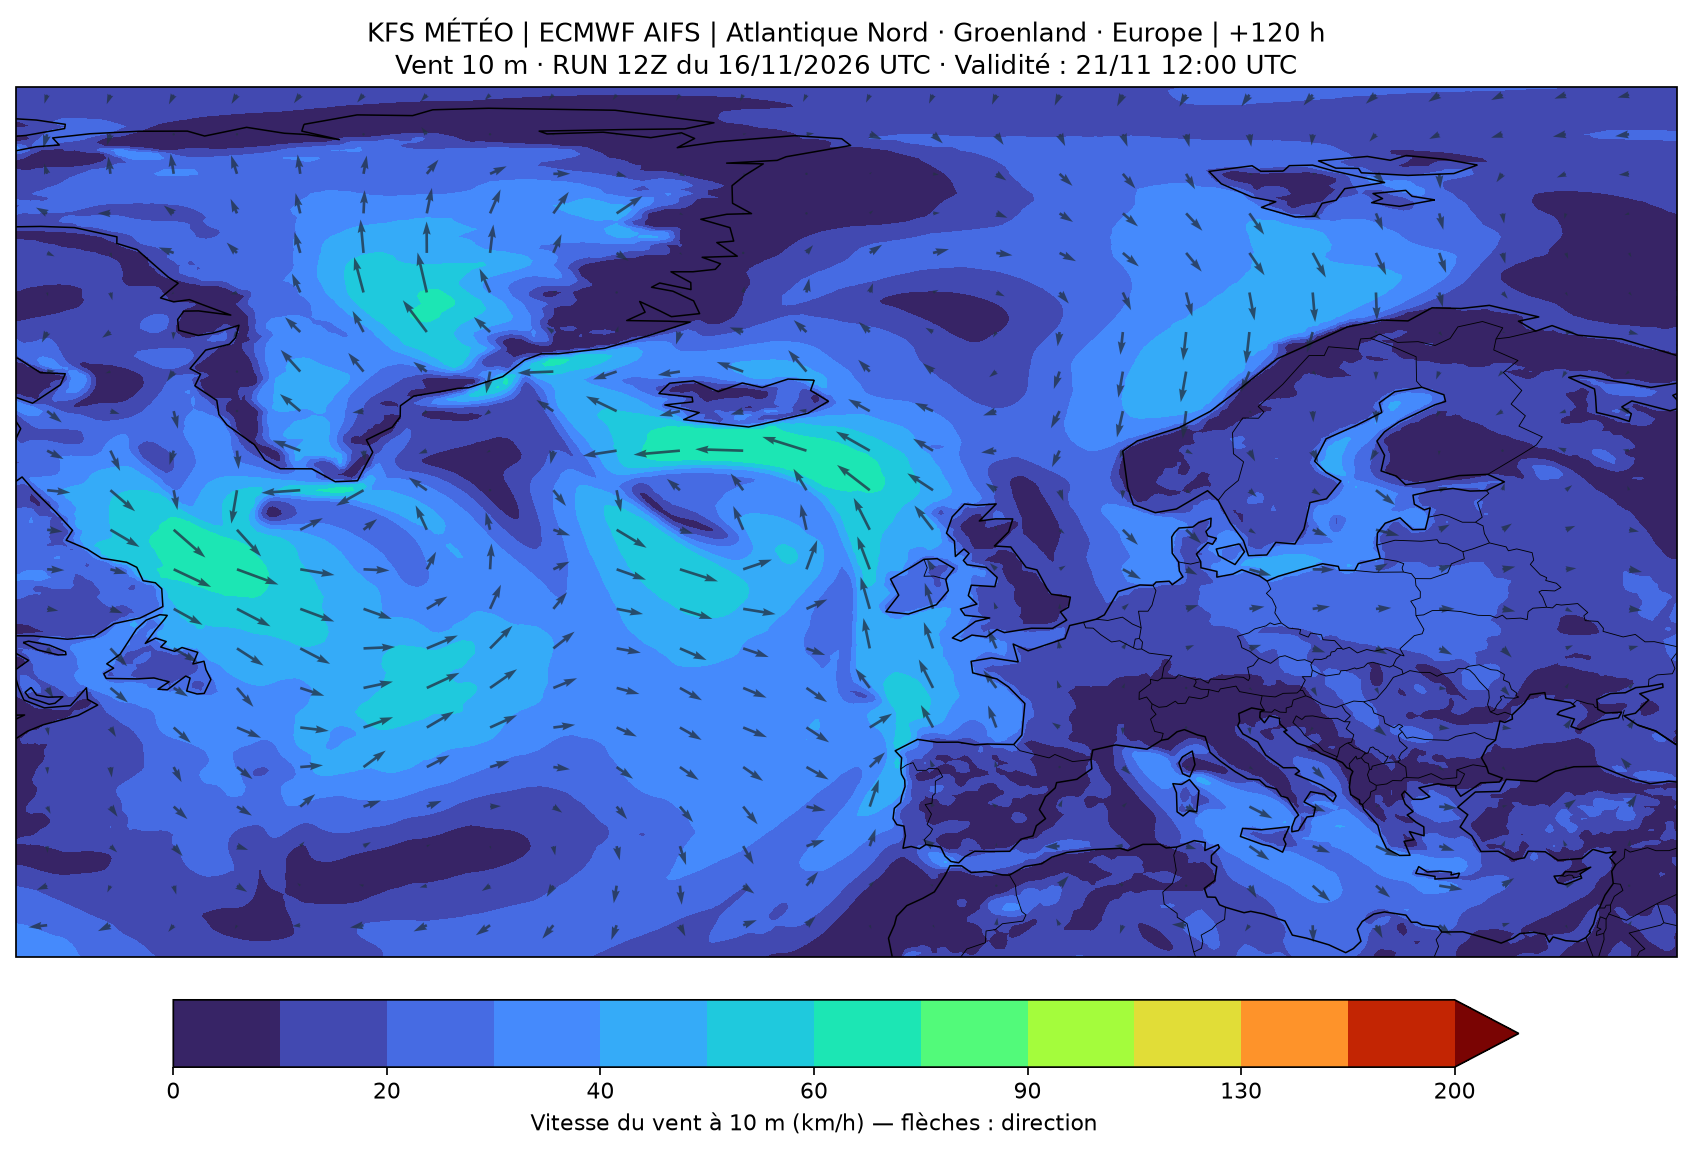 KFS MÉTÉO | ECMWF AIFS | Atlantique Nord · Groenland · Europe | +120 h
Vent 10 m · RUN 12Z du 16/11/2026 UTC · Validité : 21/11 12:00 UTC
0 20 40 60 90 130 200
Vitesse du vent à 10 m (km/h) — flèches : direction